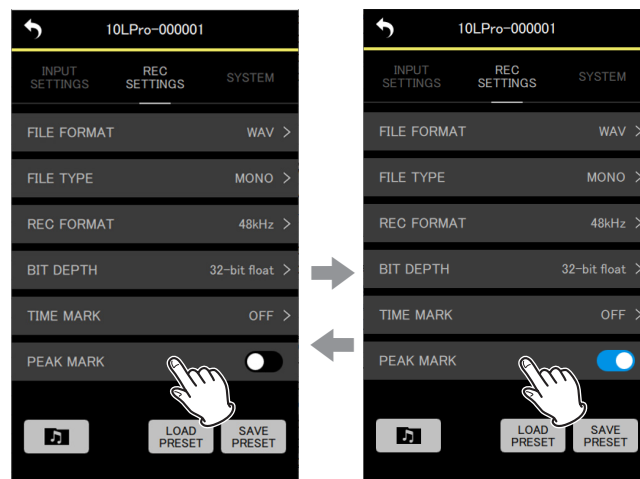 10LPro-000001
INPUT SETTINGS REC SETTINGS SYSTEM
FILE FORMAT WAV >
FILE TYPE MONO >
REC FORMAT 48kHz >
BIT DEPTH 32-bit float >
TIME MARK OFF >
PEAK MARK
LOAD PRESET SAVE PRESET
10LPro-000001
INPUT SETTINGS REC SETTINGS SYSTEM
FILE FORMAT WAV >
FILE TYPE MONO >
REC FORMAT 48kHz >
BIT DEPTH 32-bit float >
TIME MARK OFF >
PEAK MARK
LOAD PRESET SAVE PRESET